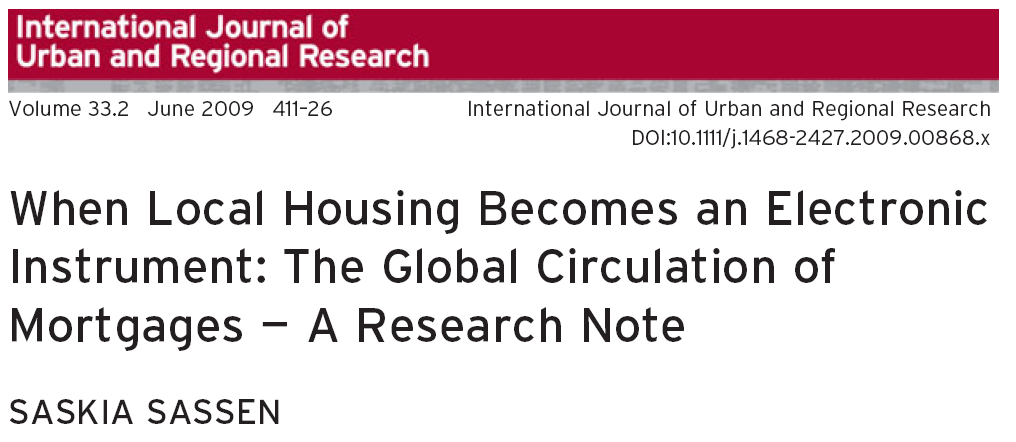 International Journal of
Urban and Regional Research
Volume 33.2 June 2009 411–26 International Journal of Urban and Regional Research
DOI:10.1111/j.1468-2427.2009.00868.x
When Local Housing Becomes an Electronic
Instrument: The Global Circulation of
Mortgages — A Research Note
SASKIA SASSEN